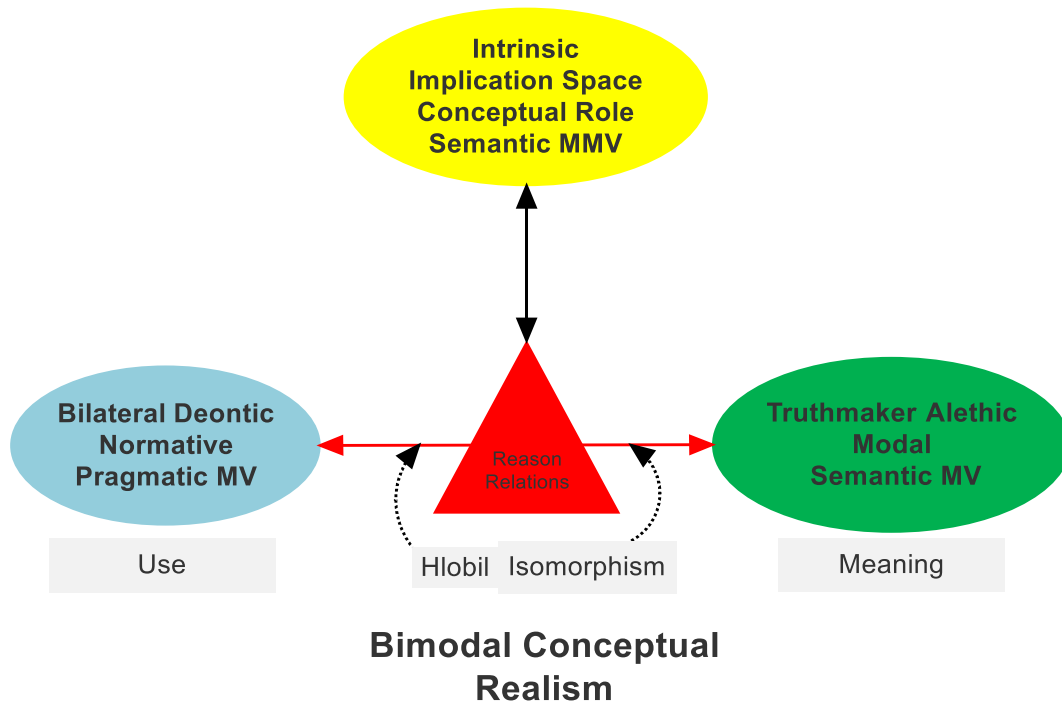 Intrinsic
Implication Space
Conceptual Role
Semantic MMV
Bilateral Deontic
Normative
Pragmatic MV
Reason
Relations
Truthmaker Alethic
Modal
Semantic MV
Use
Hlobil
Isomorphism
Meaning
Bimodal Conceptual
Realism